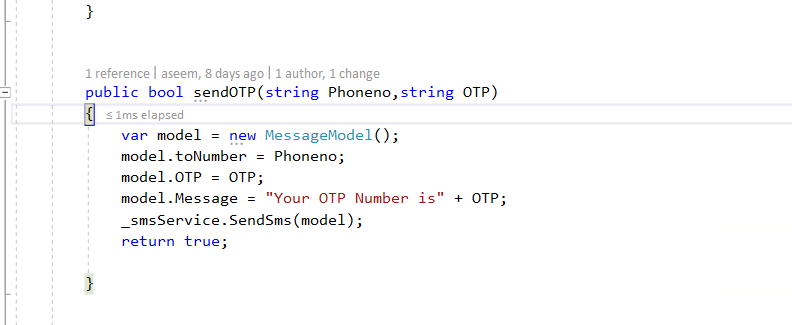 }
1 reference | aseem, 8 days ago | 1 author, 1 change
public bool sendOTP(string Phoneno,string OTP)
{ ≤ 1ms elapsed
var model = new MessageModel();
model.toNumber = Phoneno;
model.OTP = OTP;
model.Message = "Your OTP Number is" + OTP;
_smsService.SendSms(model);
return true;
}